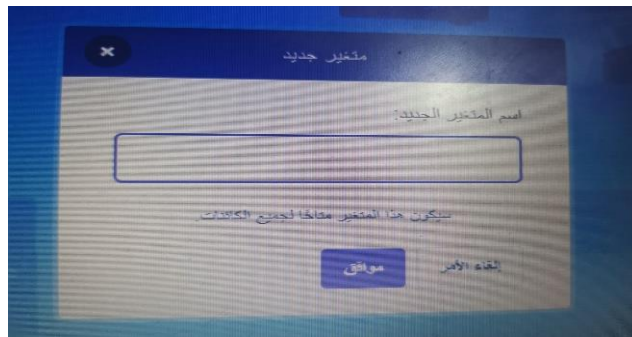 متغير جديد
اسم المتغير الجديد:
سيكون هذا المتغير متاحًا لجميع الكائنات.
إلغاء الأمر
موافق